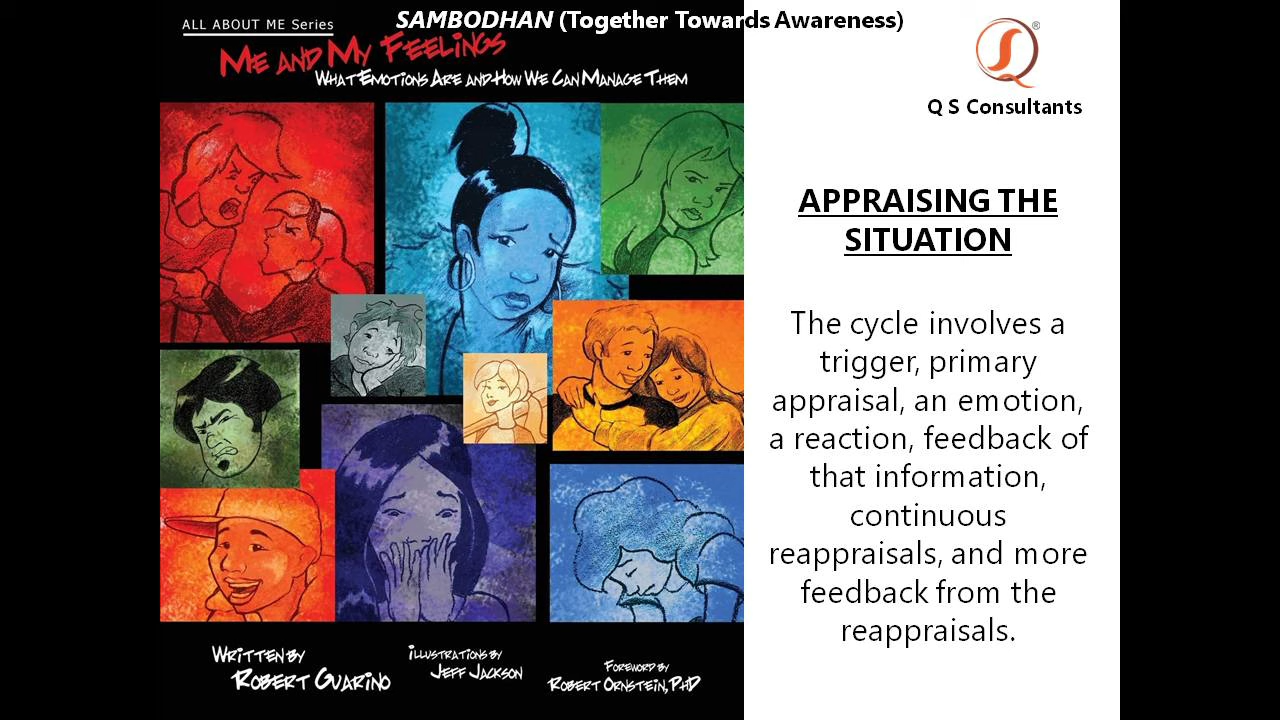 SAMBODHAN (Together Towards Awareness)
ALL ABOUT ME Series
ME AND MY FEELINGS
WHAT EMOTIONS ARE AND HOW WE CAN MANAGE THEM
WRITTEN BY
ROBERT GUARINO
ILLUSTRATIONS BY
JEFF JACKSON
FOREWORD BY
ROBERT ORNSTEIN, PHD
®
Q S Consultants
APPRAISING THE
SITUATION
The cycle involves a
trigger, primary
appraisal, an emotion,
a reaction, feedback of
that information,
continuous
reappraisals, and more
feedback from the
reappraisals.